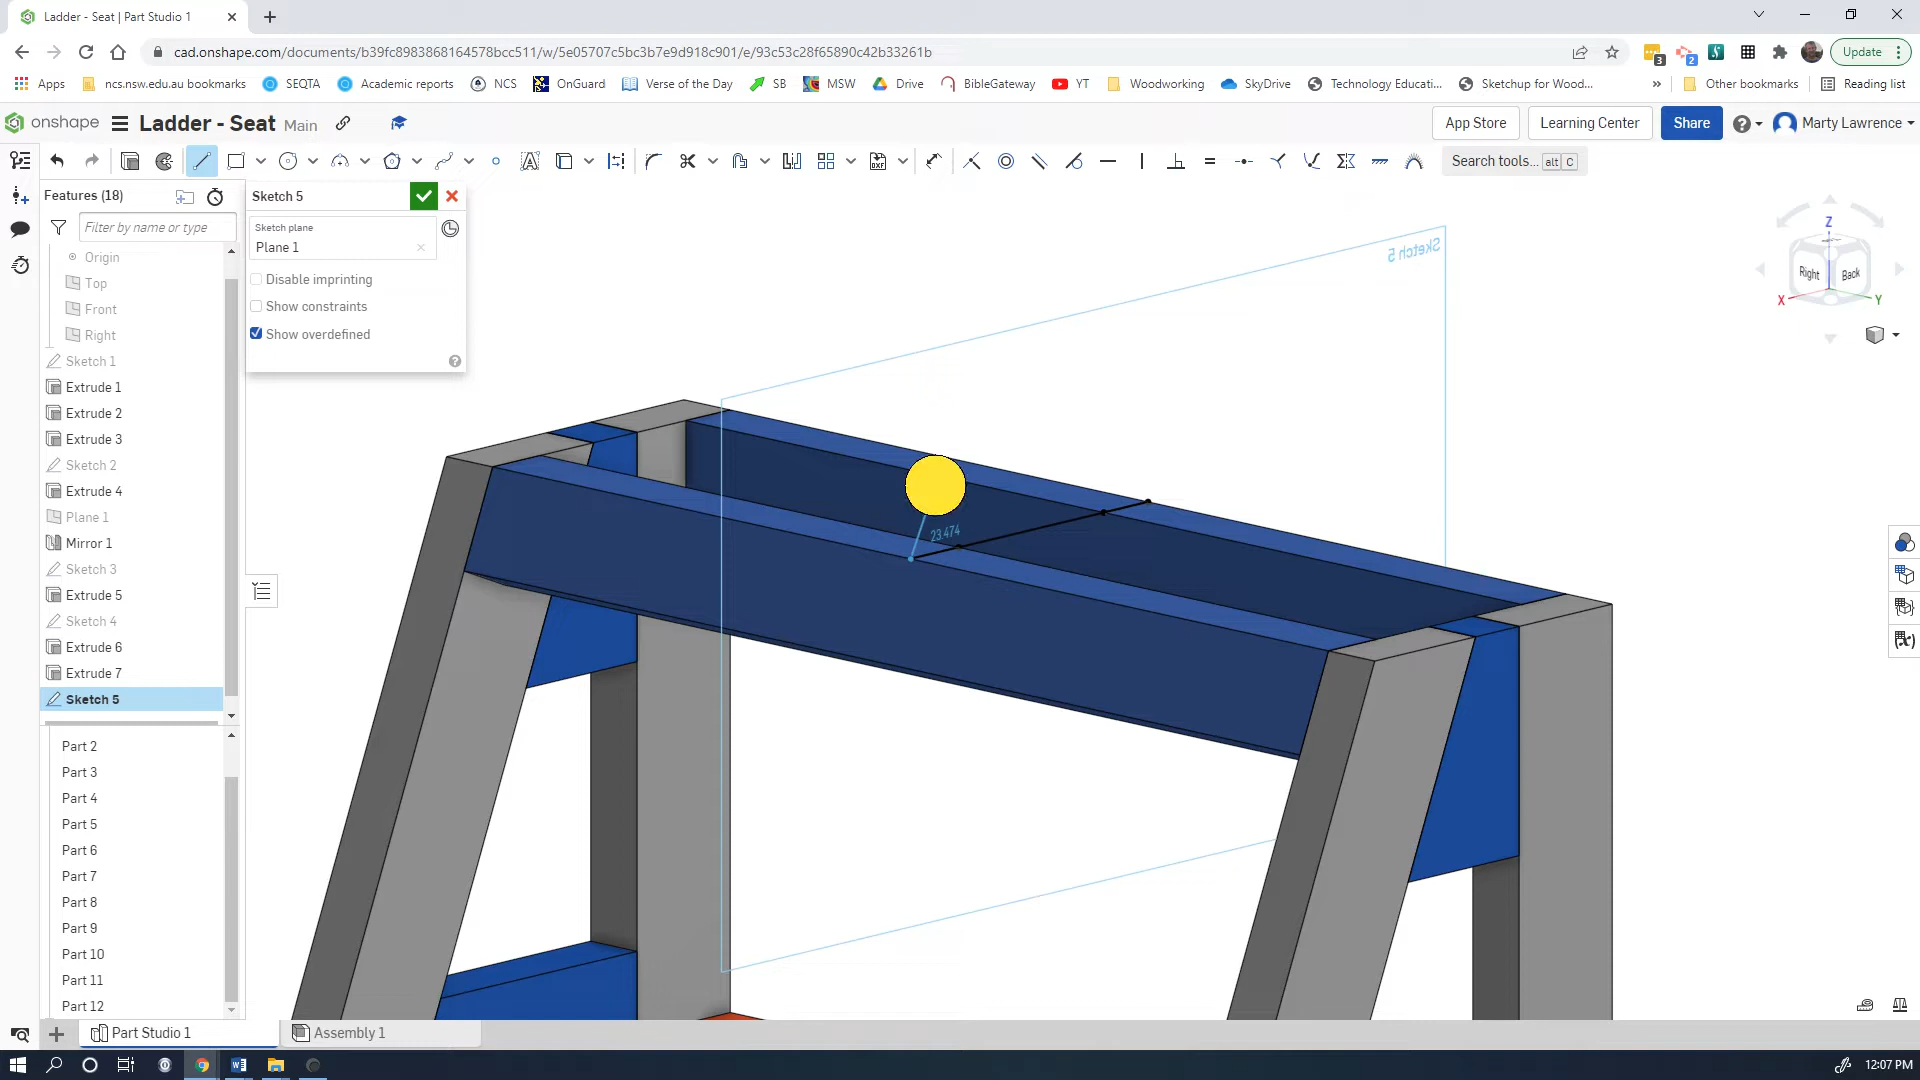 Ladder - Seat | Part Studio 1
cad.onshape.com/documents/b39fc8983868164578bcc511/w/5e05707c5bc3b7e9d918c901/e/93c53c28f65890c42b33261b
3
2
Update
Apps
ncs.nsw.edu.au bookmarks
SEQTA
Academic reports
NCS
OnGuard
Verse of the Day
SB
MSW
Drive
BibleGateway
YT
Woodworking
SkyDrive
Technology Educati...
Sketchup for Wood...
»
Other bookmarks
Reading list
onshape
Ladder - Seat Main
App Store
Learning Center
Share
Marty Lawrence
Search tools... alt C
Features (18)
Filter by name or type
Origin
Top
Front
Right
Sketch 1
Extrude 1
Extrude 2
Extrude 3
Sketch 2
Extrude 4
Plane 1
Mirror 1
Sketch 3
Extrude 5
Sketch 4
Extrude 6
Extrude 7
Sketch 5
Part 2
Part 3
Part 4
Part 5
Part 6
Part 7
Part 8
Part 9
Part 10
Part 11
Part 12
Sketch 5
Sketch plane
Plane 1
Disable imprinting
Show constraints
Show overdefined
Sketch 5
23.474
Z
Right
Back
X
Y
Part Studio 1
Assembly 1
12:07 PM